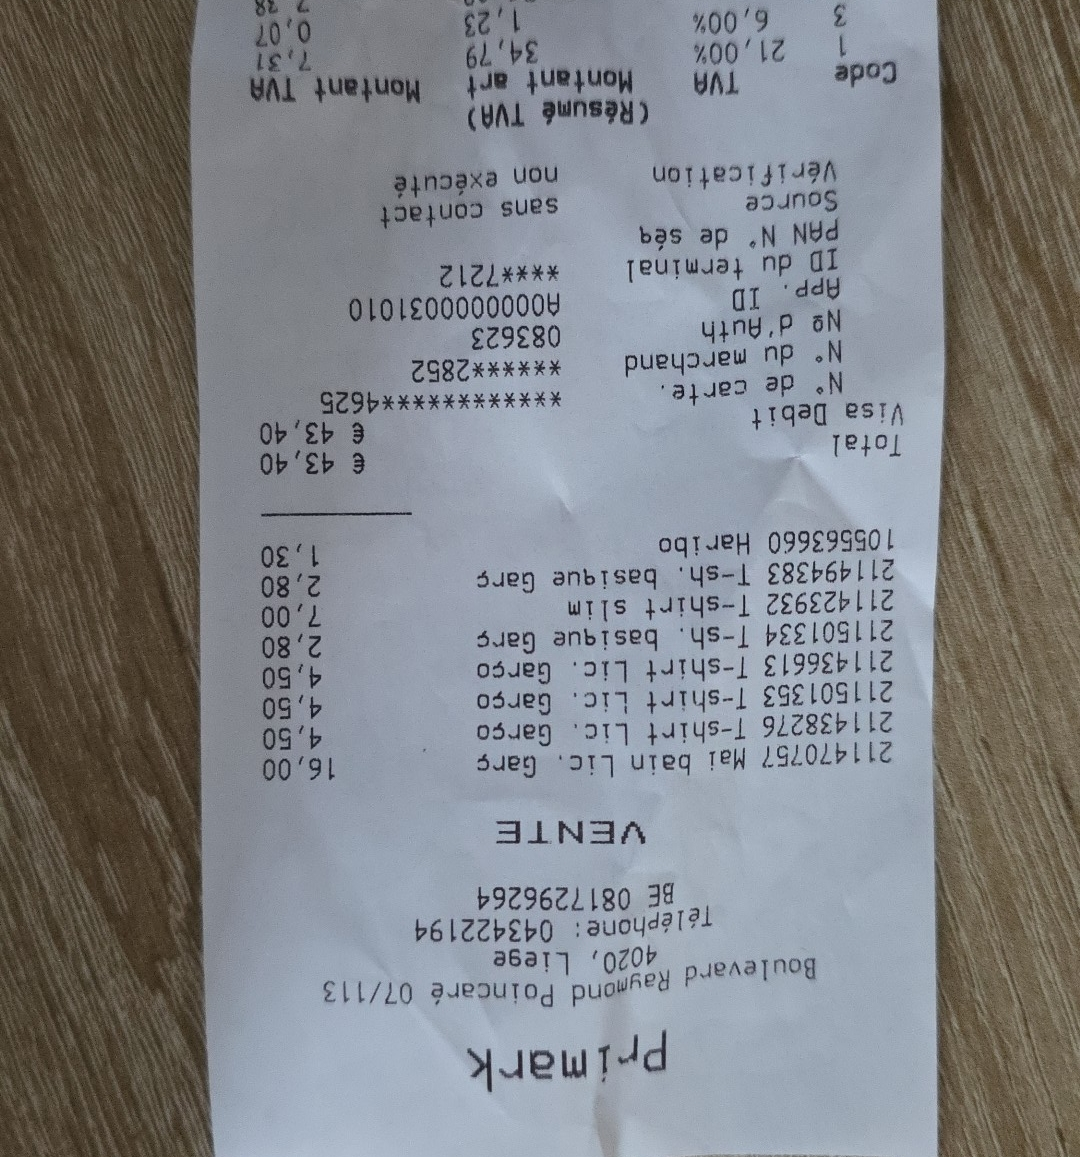 Primark
Boulevard Raymond Poincaré 07/113
4020, Liege
Téléphone: 043422194
BE 0817296264
VENTE
211470757 Mai bain Lic. Garç 16,00
211438276 T-shirt Lic. Garço 4,50
211501353 T-shirt Lic. Garço 4,50
211436613 T-shirt Lic. Garço 4,50
211501334 T-sh. basique Garç 2,80
211423932 T-shirt slim 7,00
211494383 T-sh. basique Garç 2,80
105563660 Haribo 1,30
Total € 43,40
Visa Debit € 43,40
N° de carte. **************4625
N° du marchand ******2852
Nº d'Auth 083623
App. ID A0000000031010
ID du terminal ****7212
PAN N° de séq
Source sans contact
Vérification non exécuté
(Résumé TVA)
Code TVA Montant art Montant TVA
1 21,00% 34,79 7,31
3 6,00% 1,23 0,07